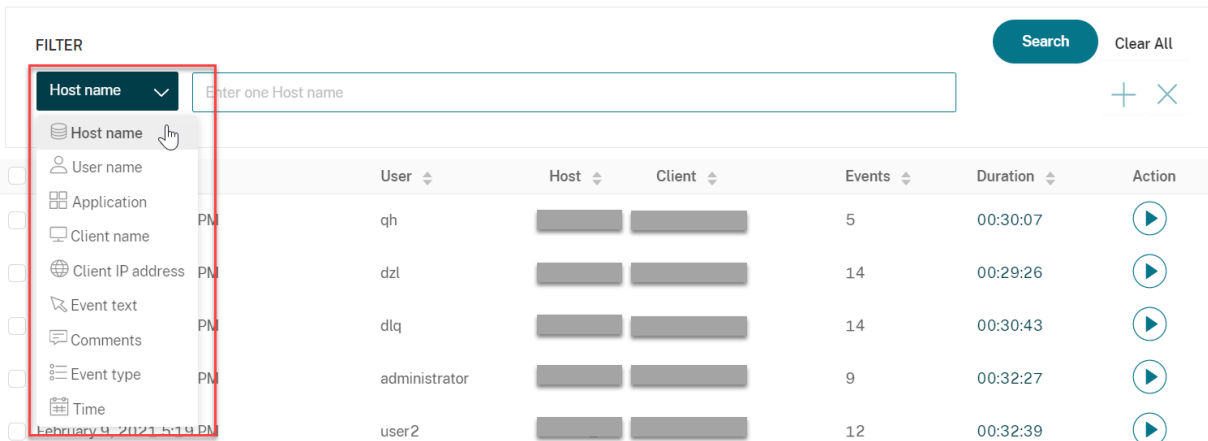 FILTER
Search
Clear All
Host name
Enter one Host name
Host name
User name
Application
Client name
Client IP address
Event text
Comments
Event type
Time
User Host Client Events Duration Action
PM qh 5 00:30:07
PM dzl 14 00:29:26
PM dlq 14 00:30:43
PM administrator 9 00:32:27
February 9, 2021 5:19 PM user2 12 00:32:39